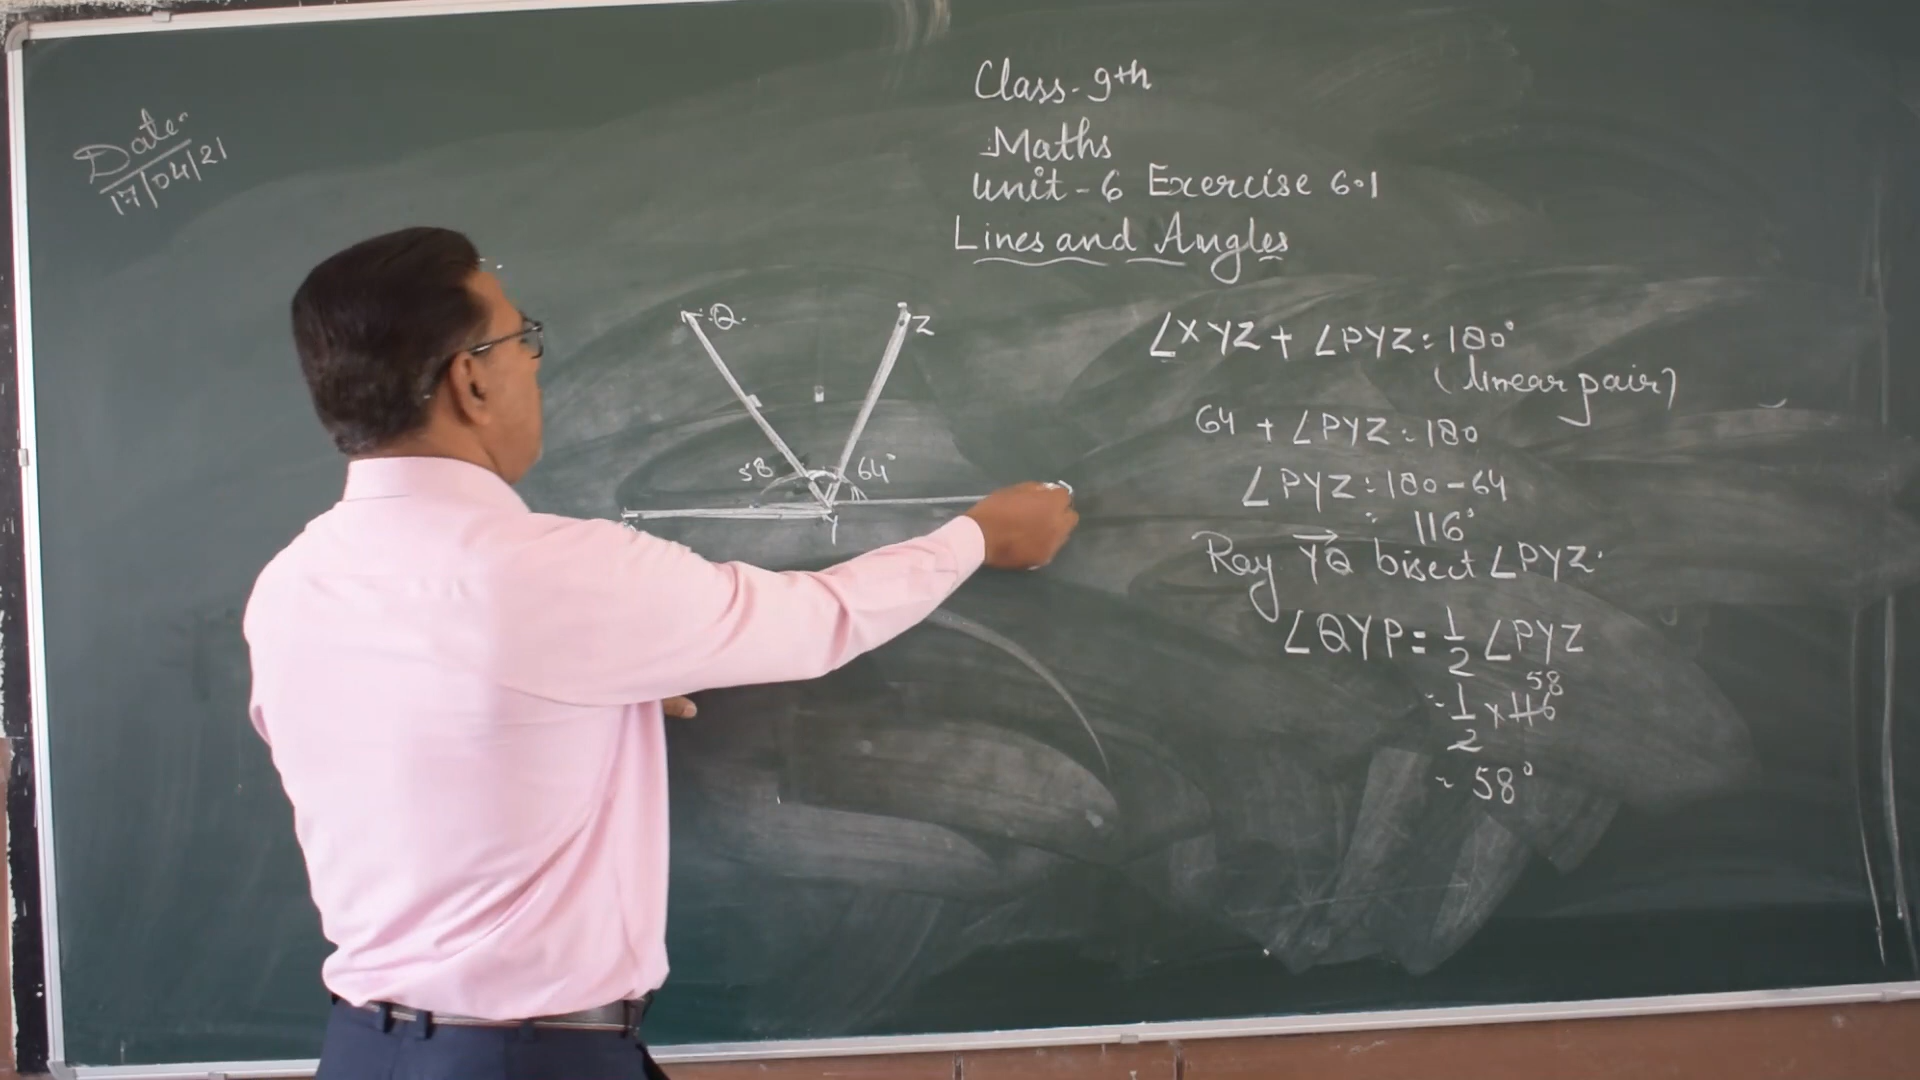 Date.
17/04/21
Class-9th
Maths
Unit-6 Exercise 6.1
Lines and Angles
Q
Z
58
64°
Y
∠XYZ + ∠PYZ = 180°
(linear pair)
64 + ∠PYZ = 180
∠PYZ = 180-64
= 116°
Ray YQ bisect ∠PYZ.
∠QYP = 1/2 ∠PYZ
58
= 1/2 x 116
= 58°